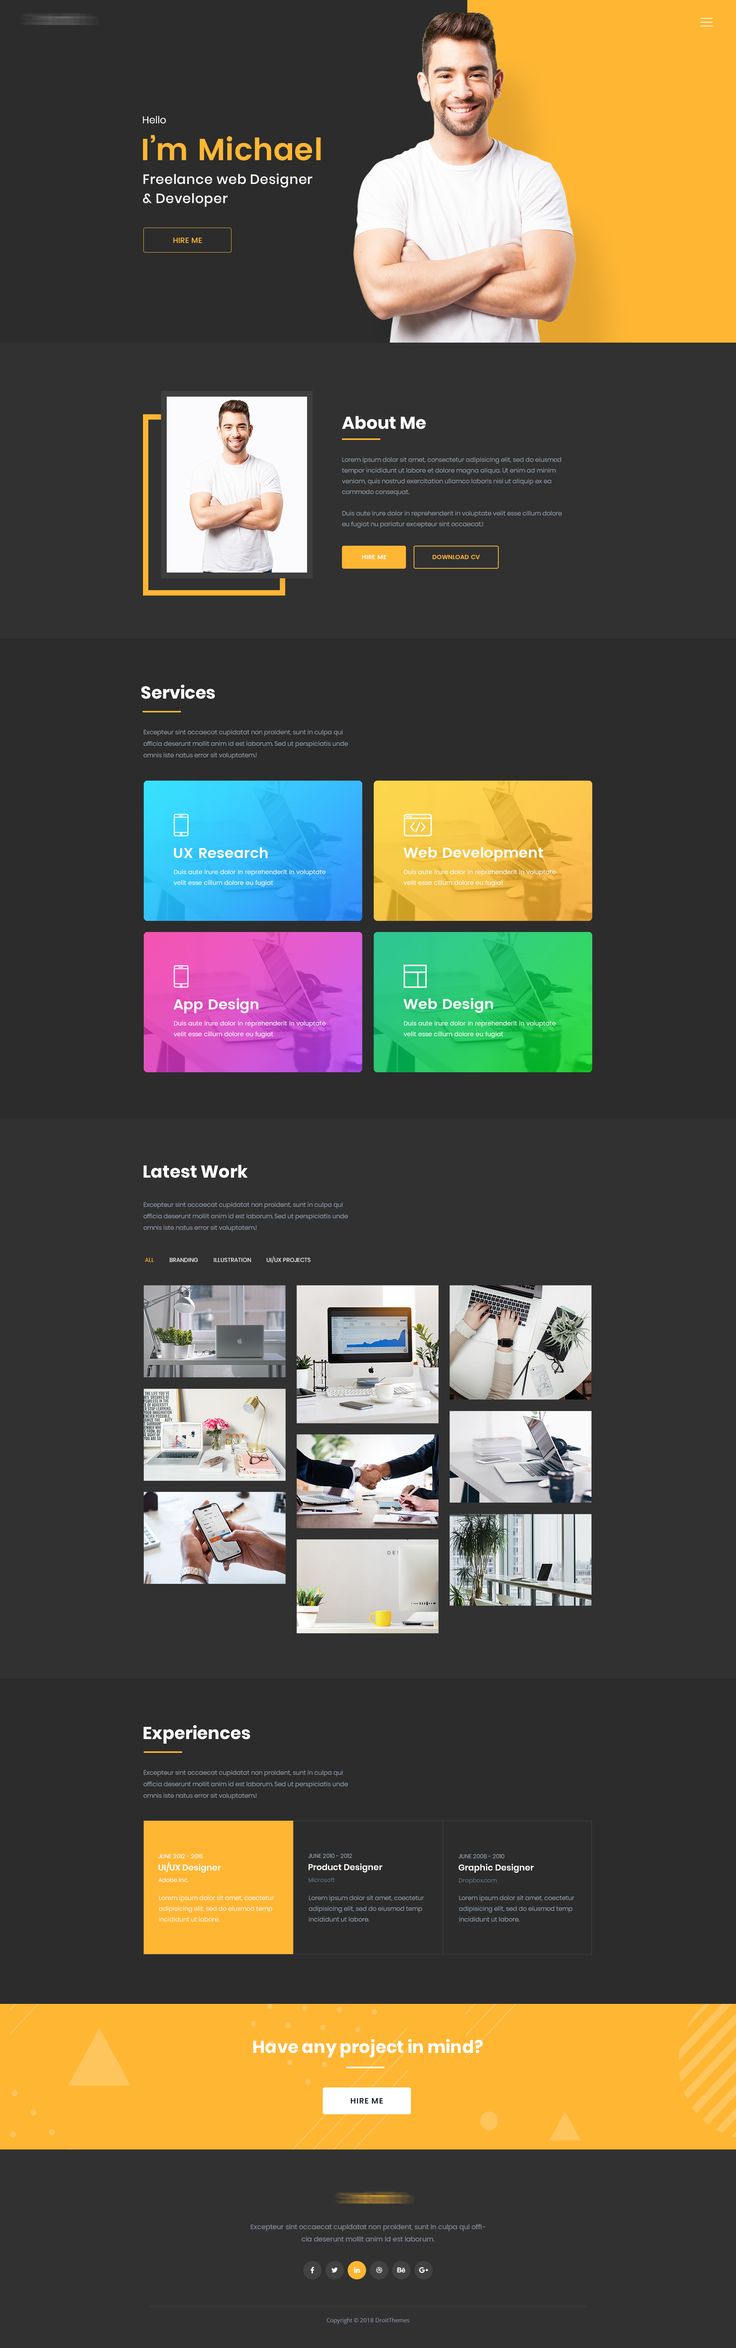 Hello
I'm Michael
Freelance web Designer
& Developer
HIRE ME
About Me
Lorem ipsum dolor sit amet, consectetur adipisicing elit, sed do eiusmod
tempor incididunt ut labore et dolore magna aliqua. Ut enim ad minim
veniam, quis nostrud exercitation ullamco laboris nisi ut aliquip ex ea
commodo consequat.
Duis aute irure dolor in reprehenderit in voluptate velit esse cillum dolore
eu fugiat nu pariatur excepteur sint occaecat.!
HIRE ME
DOWNLOAD CV
Services
Excepteur sint occaecat cupidatat non proident, sunt in culpa qui
officia deserunt mollit anim id est laborum. Sed ut perspiciatis unde
omnis iste natus error sit voluptatem.!
UX Research
Duis aute irure dolor in reprehenderit in voluptate
velit esse cillum dolore eu fugiat
Web Development
Duis aute irure dolor in reprehenderit in voluptate
velit esse cillum dolore eu fugiat
App Design
Duis aute irure dolor in reprehenderit in voluptate
velit esse cillum dolore eu fugiat
Web Design
Duis aute irure dolor in reprehenderit in voluptate
velit esse cillum dolore eu fugiat
Latest Work
Excepteur sint occaecat cupidatat non proident, sunt in culpa qui
officia deserunt mollit anim id est laborum. Sed ut perspiciatis unde
omnis iste natus error sit voluptatem.!
ALL BRANDING ILLUSTRATION UI/UX PROJECTS
Experiences
Excepteur sint occaecat cupidatat non proident, sunt in culpa qui
officia deserunt mollit anim id est laborum. Sed ut perspiciatis unde
omnis iste natus error sit voluptatem.!
JUNE 2012 - 2016
UI/UX Designer
Adobe Inc.
Lorem ipsum dolor sit amet, coectetur
adipisicing elit, sed do eiusmod temp
incididunt ut labore.
JUNE 2010 - 2012
Product Designer
Microsoft
Lorem ipsum dolor sit amet, coectetur
adipisicing elit, sed do eiusmod temp
incididunt ut labore.
JUNE 2008 - 2010
Graphic Designer
Dropbox.com
Lorem ipsum dolor sit amet, coectetur
adipisicing elit, sed do eiusmod temp
incididunt ut labore.
Have any project in mind?
HIRE ME
Excepteur sint occaecat cupidatat non proident, sunt in culpa qui offi-
cia deserunt mollit anim id est laborum.
Copyright © 2018 DroitThemes